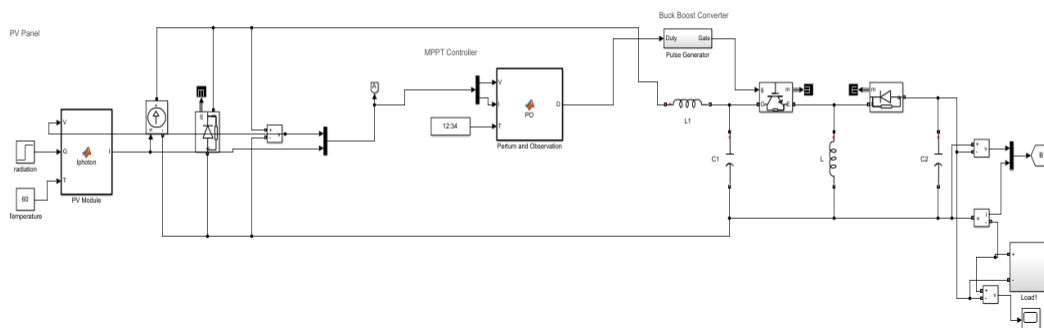 Buck Boost Converter
PV Panel
MPPT Controller
Duty
Gate
Pulse Generator
A
V
I
T
PO
D
Perturn and Observation
12:34
V
G
T
Iphoton
I
PV Module
radiation
60
Temperature
L1
C1
L
C2
g
m
C
E
m
a
+
-
v
+
-
v
B
+
i
-
+
-
Load1
+
-
v